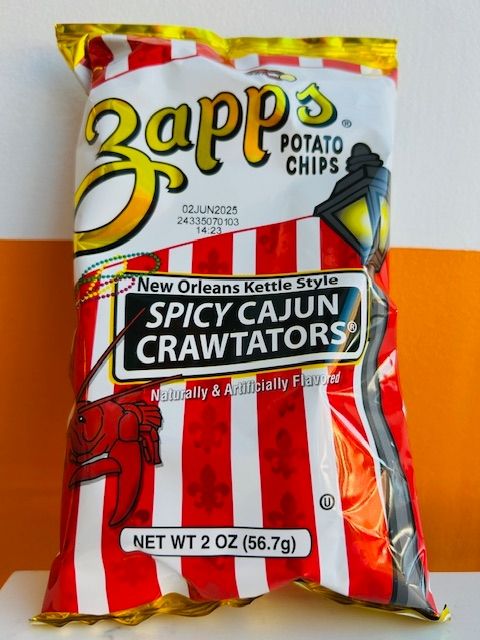 Zapp's®
POTATO
CHIPS
02JUN2025
24335070103
14:23
New Orleans Kettle Style
SPICY CAJUN
CRAWTATORS®
Naturally & Artificially Flavored
U
NET WT 2 OZ (56.7g)